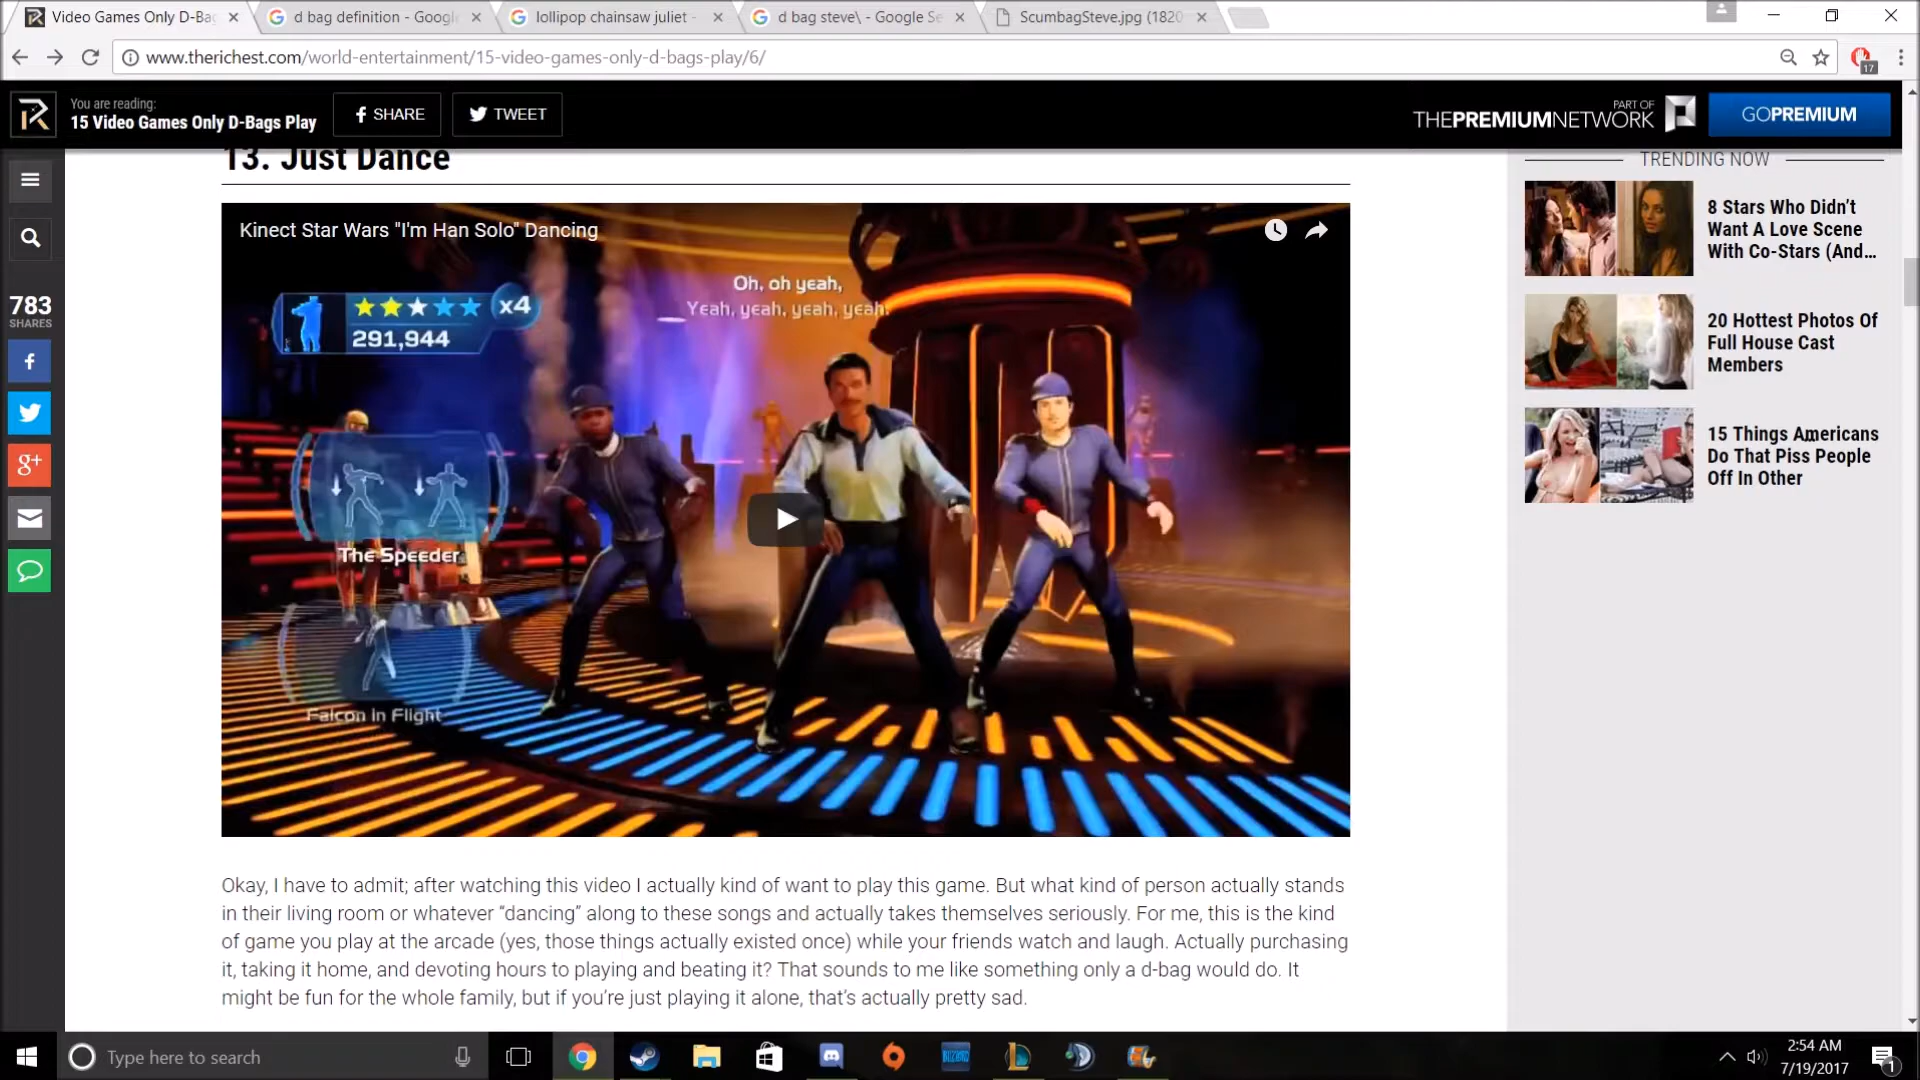 Video Games Only D-Ba
d bag definition - Googl
lollipop chainsaw juliet -
d bag steve\ - Google Se
ScumbagSteve.jpg (1820
www.therichest.com/world-entertainment/15-video-games-only-d-bags-play/6/
17
You are reading:
15 Video Games Only D-Bags Play
SHARE
TWEET
PART OF
THEPREMIUMNETWORK
GOPREMIUM
13. Just Dance
TRENDING NOW
783
SHARES
Kinect Star Wars "I'm Han Solo" Dancing
Oh, oh yeah,
Yeah, yeah, yeah, yeah,
x4
291,944
The Speeder
Falcon in Flight
8 Stars Who Didn’t
Want A Love Scene
With Co-Stars (And...
20 Hottest Photos Of
Full House Cast
Members
15 Things Americans
Do That Piss People
Off In Other
Okay, I have to admit; after watching this video I actually kind of want to play this game. But what kind of person actually stands
in their living room or whatever “dancing” along to these songs and actually takes themselves seriously. For me, this is the kind
of game you play at the arcade (yes, those things actually existed once) while your friends watch and laugh. Actually purchasing
it, taking it home, and devoting hours to playing and beating it? That sounds to me like something only a d-bag would do. It
might be fun for the whole family, but if you’re just playing it alone, that’s actually pretty sad.
Type here to search
BLIZZARD
2:54 AM
7/19/2017
1